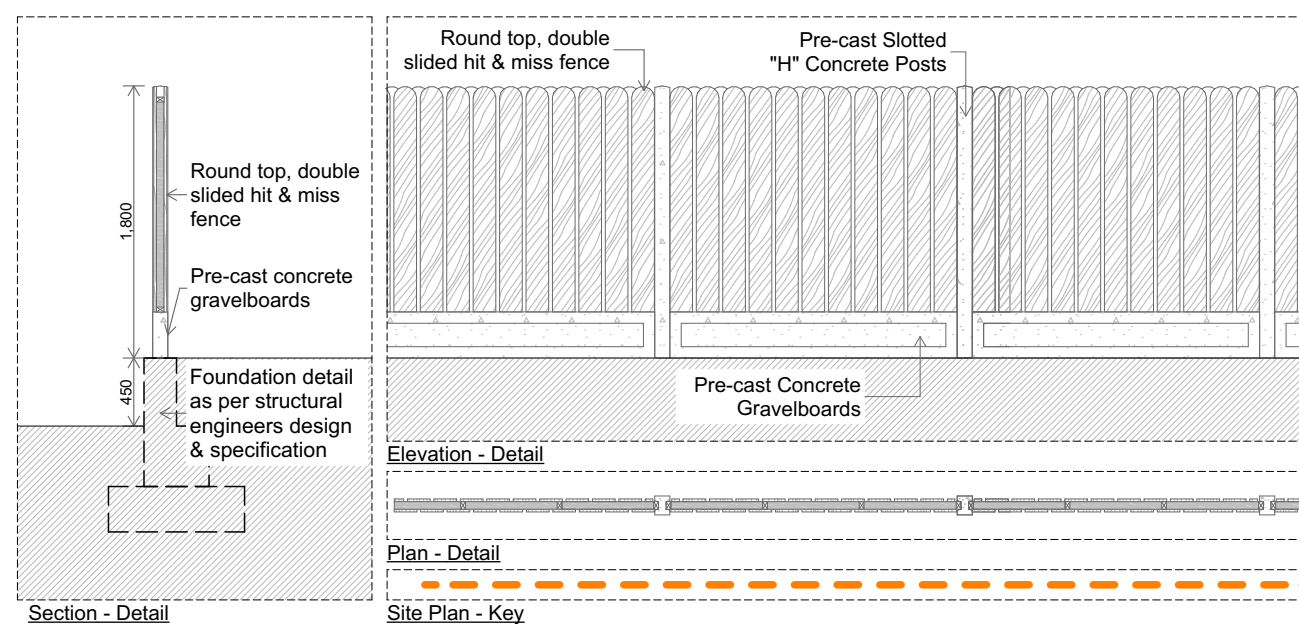 Round top, double
slided hit & miss
fence
Pre-cast concrete
gravelboards
Foundation detail
as per structural
engineers design
& specification
1,800
450
Section - Detail
Round top, double
slided hit & miss fence
Pre-cast Slotted
"H" Concrete Posts
Pre-cast Concrete
Gravelboards
Elevation - Detail
Plan - Detail
Site Plan - Key